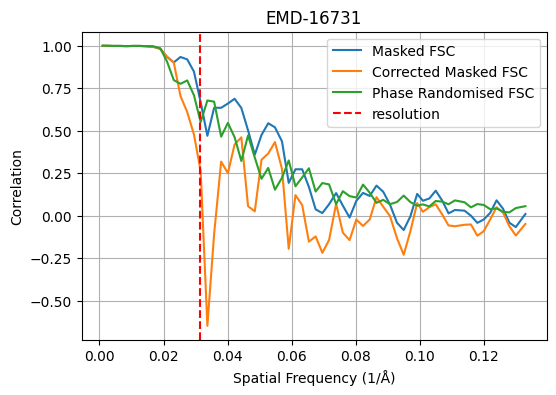 EMD-16731
Masked FSC
Corrected Masked FSC
Phase Randomised FSC
resolution
Correlation
1.00
0.75
0.50
0.25
0.00
−0.25
−0.50
0.00 0.02 0.04 0.06 0.08 0.10 0.12
Spatial Frequency (1/Å)